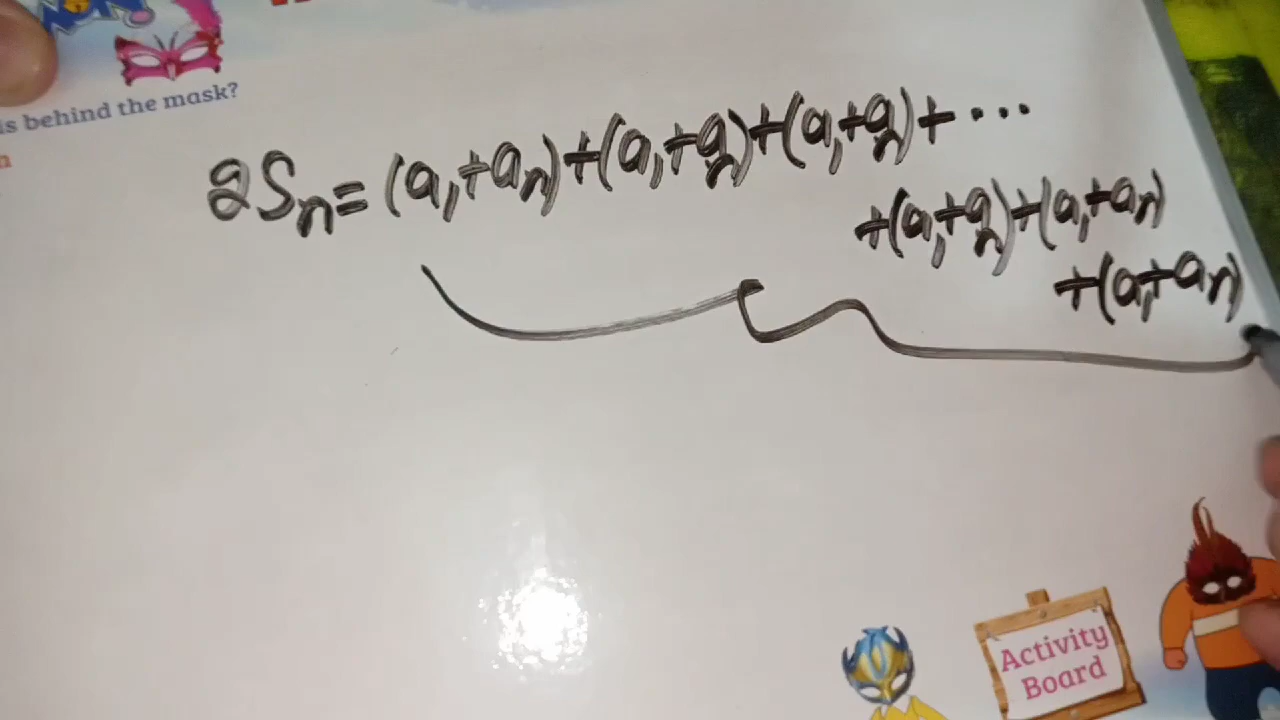 is behind the mask?
2Sₙ = (a₁+aₙ)+(a₁+aₙ)+(a₁+aₙ)+...
+(a₁+aₙ)+(a₁+aₙ)
+(a₁+aₙ)
Activity
Board